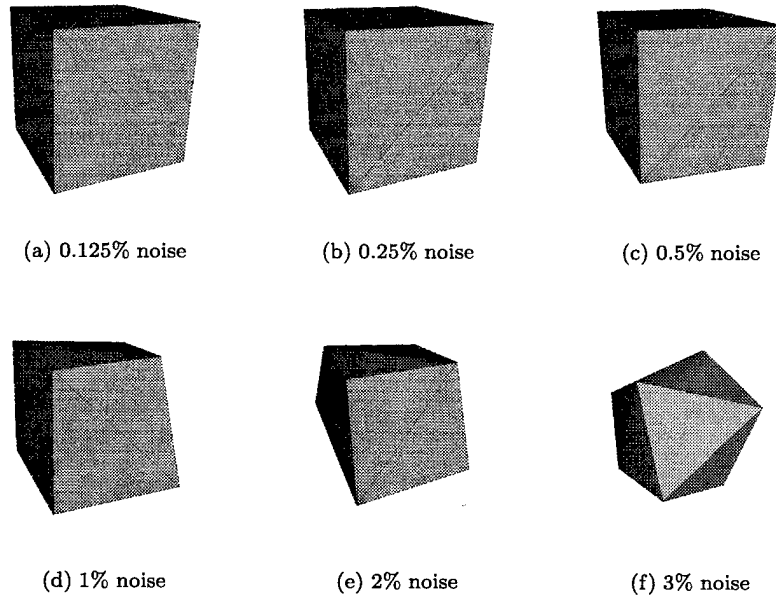 (a) 0.125% noise
(b) 0.25% noise
(c) 0.5% noise
(d) 1% noise
(e) 2% noise
(f) 3% noise